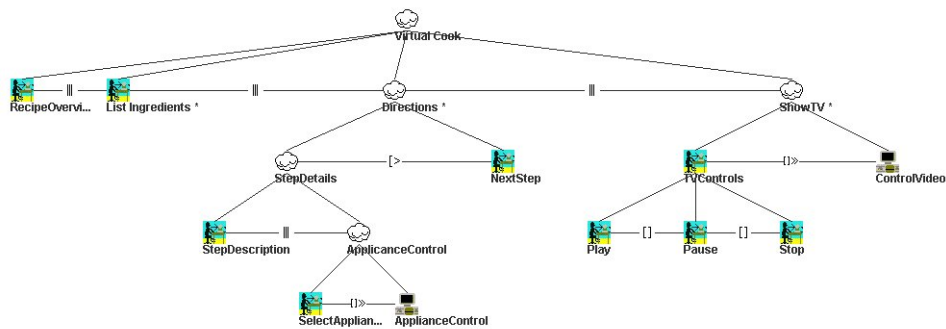 Virtual Cook
||| ||| |||
RecipeOvervi... List Ingredients * Directions * ShowTV *
[> []»
StepDetails NextStep TVControls ControlVideo
||| [] []
StepDescription ApplicanceControl Play Pause Stop
[]»
SelectApplian... ApplianceControl